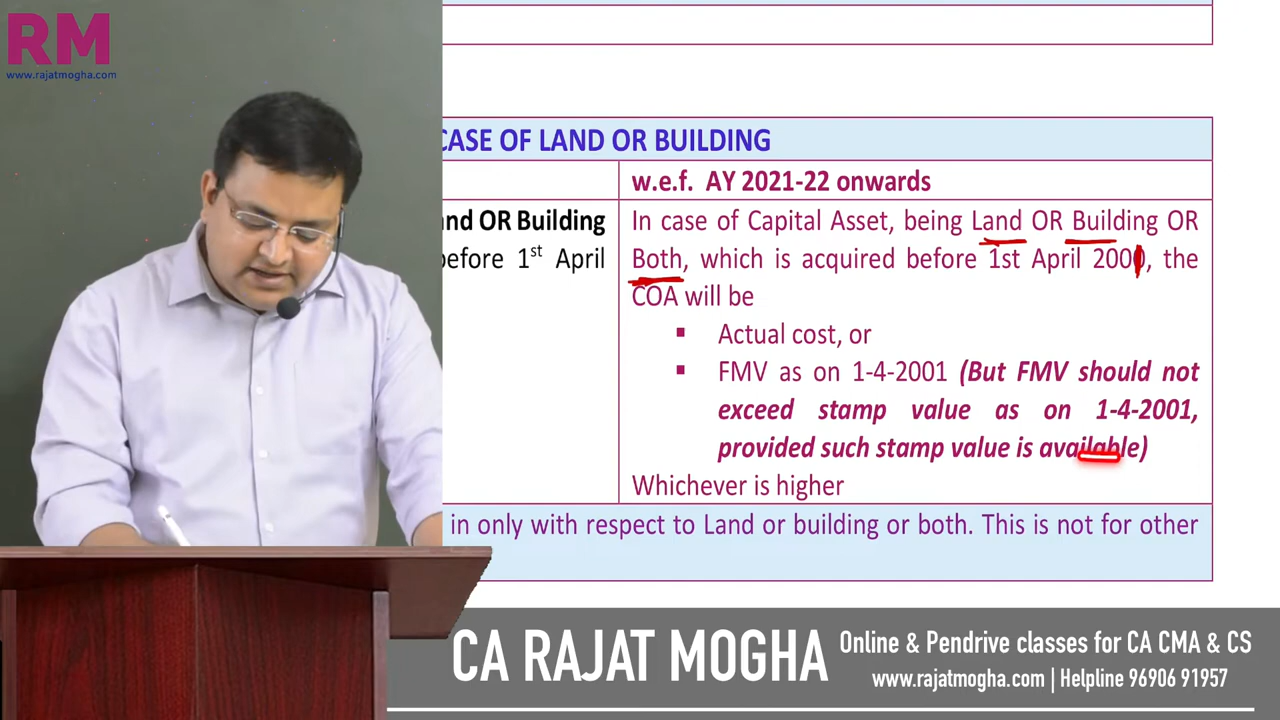 RM
www.rajatmogha.com
CASE OF LAND OR BUILDING
w.e.f. AY 2021-22 onwards
nd OR Building
efore 1st April
In case of Capital Asset, being Land OR Building OR
Both, which is acquired before 1st April 2001, the
COA will be
▪ Actual cost, or
▪ FMV as on 1-4-2001 (But FMV should not
exceed stamp value as on 1-4-2001,
provided such stamp value is available)
Whichever is higher
in only with respect to Land or building or both. This is not for other
CA RAJAT MOGHA
Online & Pendrive classes for CA CMA & CS
www.rajatmogha.com | Helpline 96906 91957